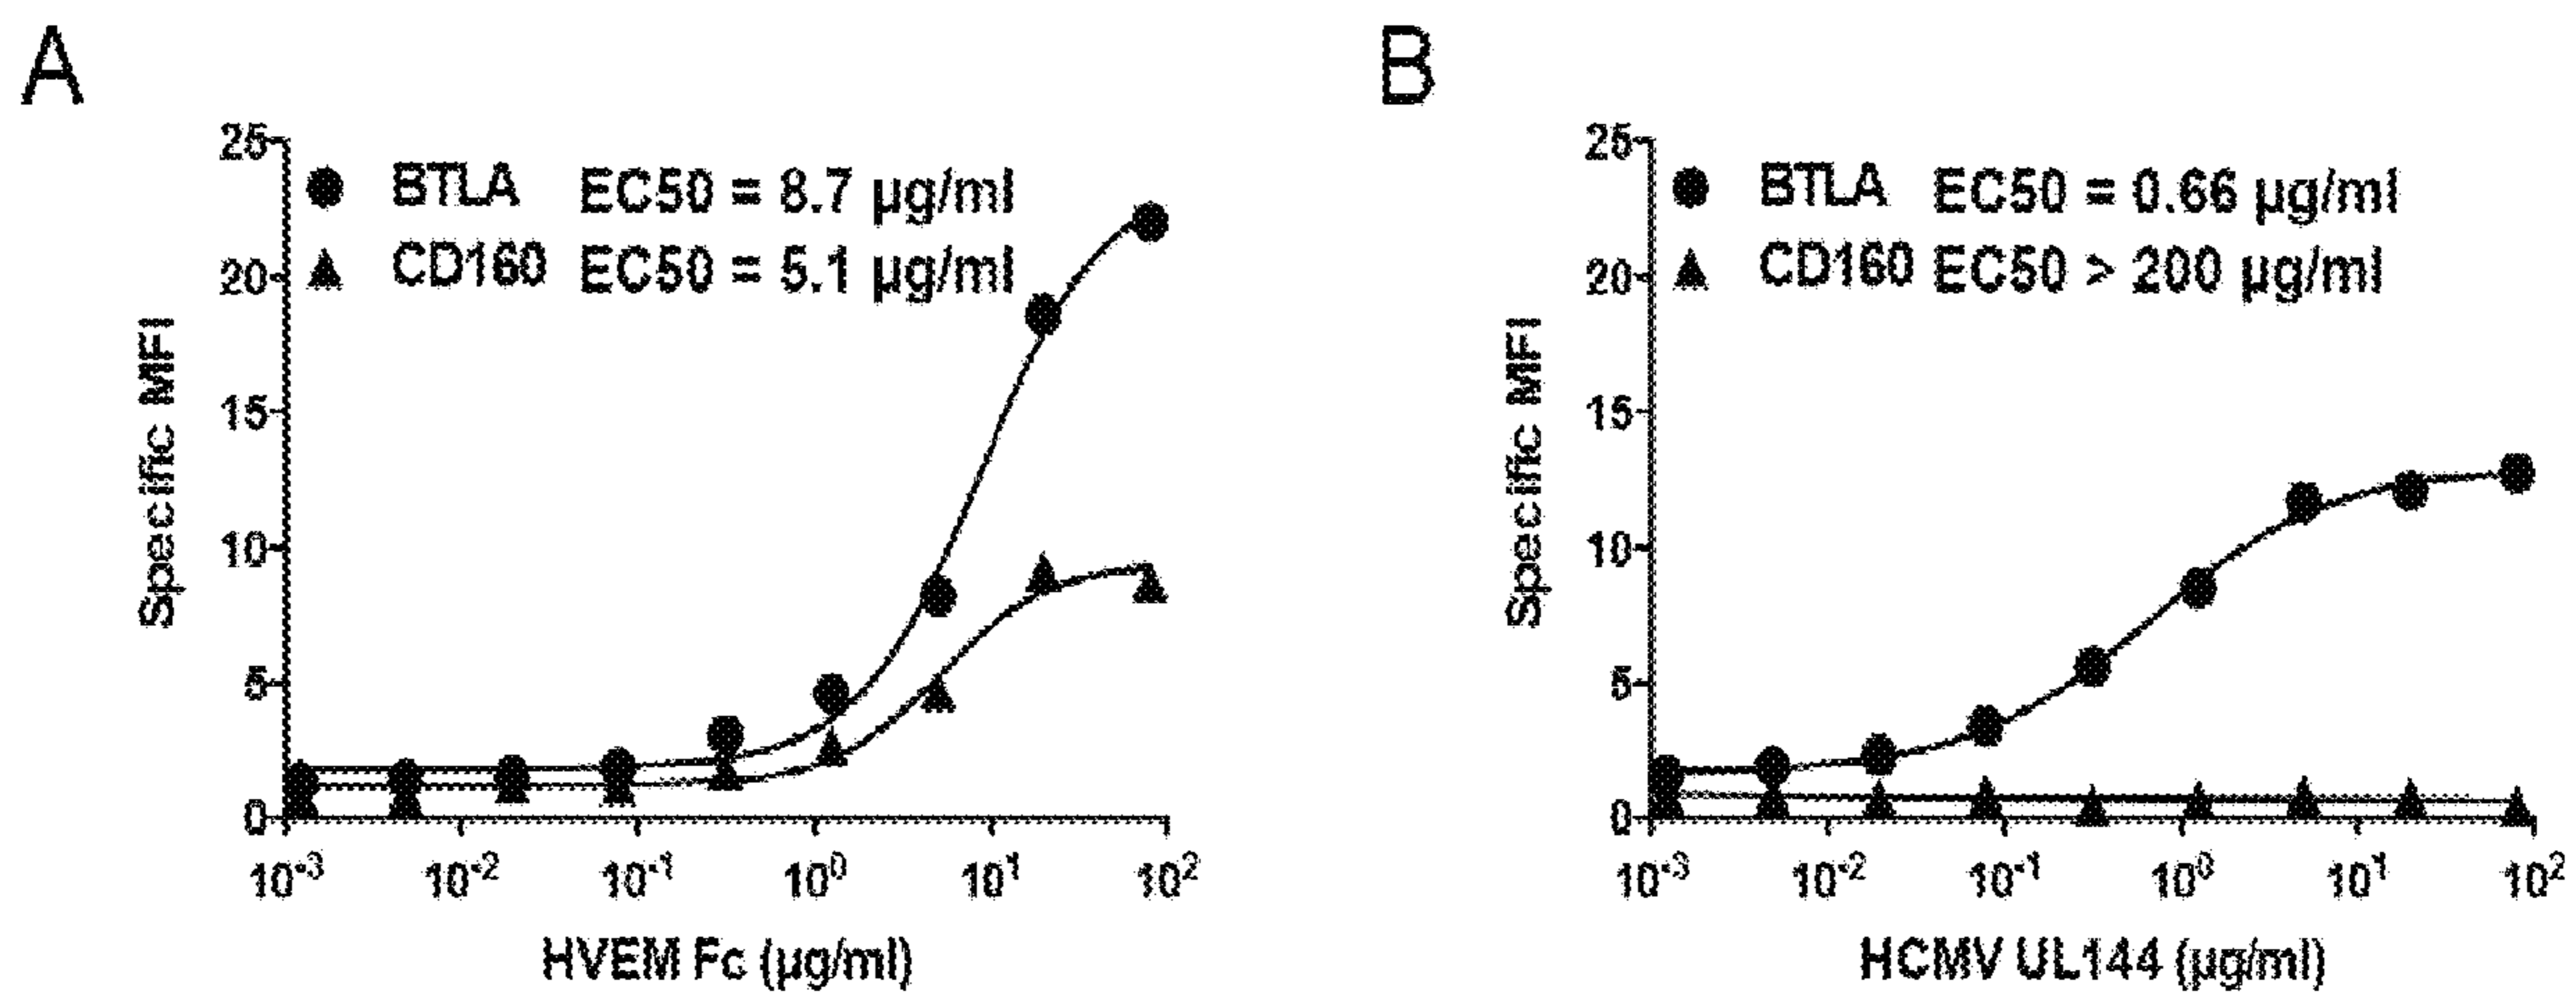 A
B
25
20
15
10
5
0
BTLA EC50 = 8.7 µg/ml
CD160 EC50 = 5.1 µg/ml
Specific MFI
10⁻³ 10⁻² 10⁻¹ 10⁰ 10¹ 10²
HVEM Fc (µg/ml)
25
20
15
10
5
0
BTLA EC50 = 0.66 µg/ml
CD160 EC50 > 200 µg/ml
Specific MFI
10⁻³ 10⁻² 10⁻¹ 10⁰ 10¹ 10²
HCMV UL144 (µg/ml)